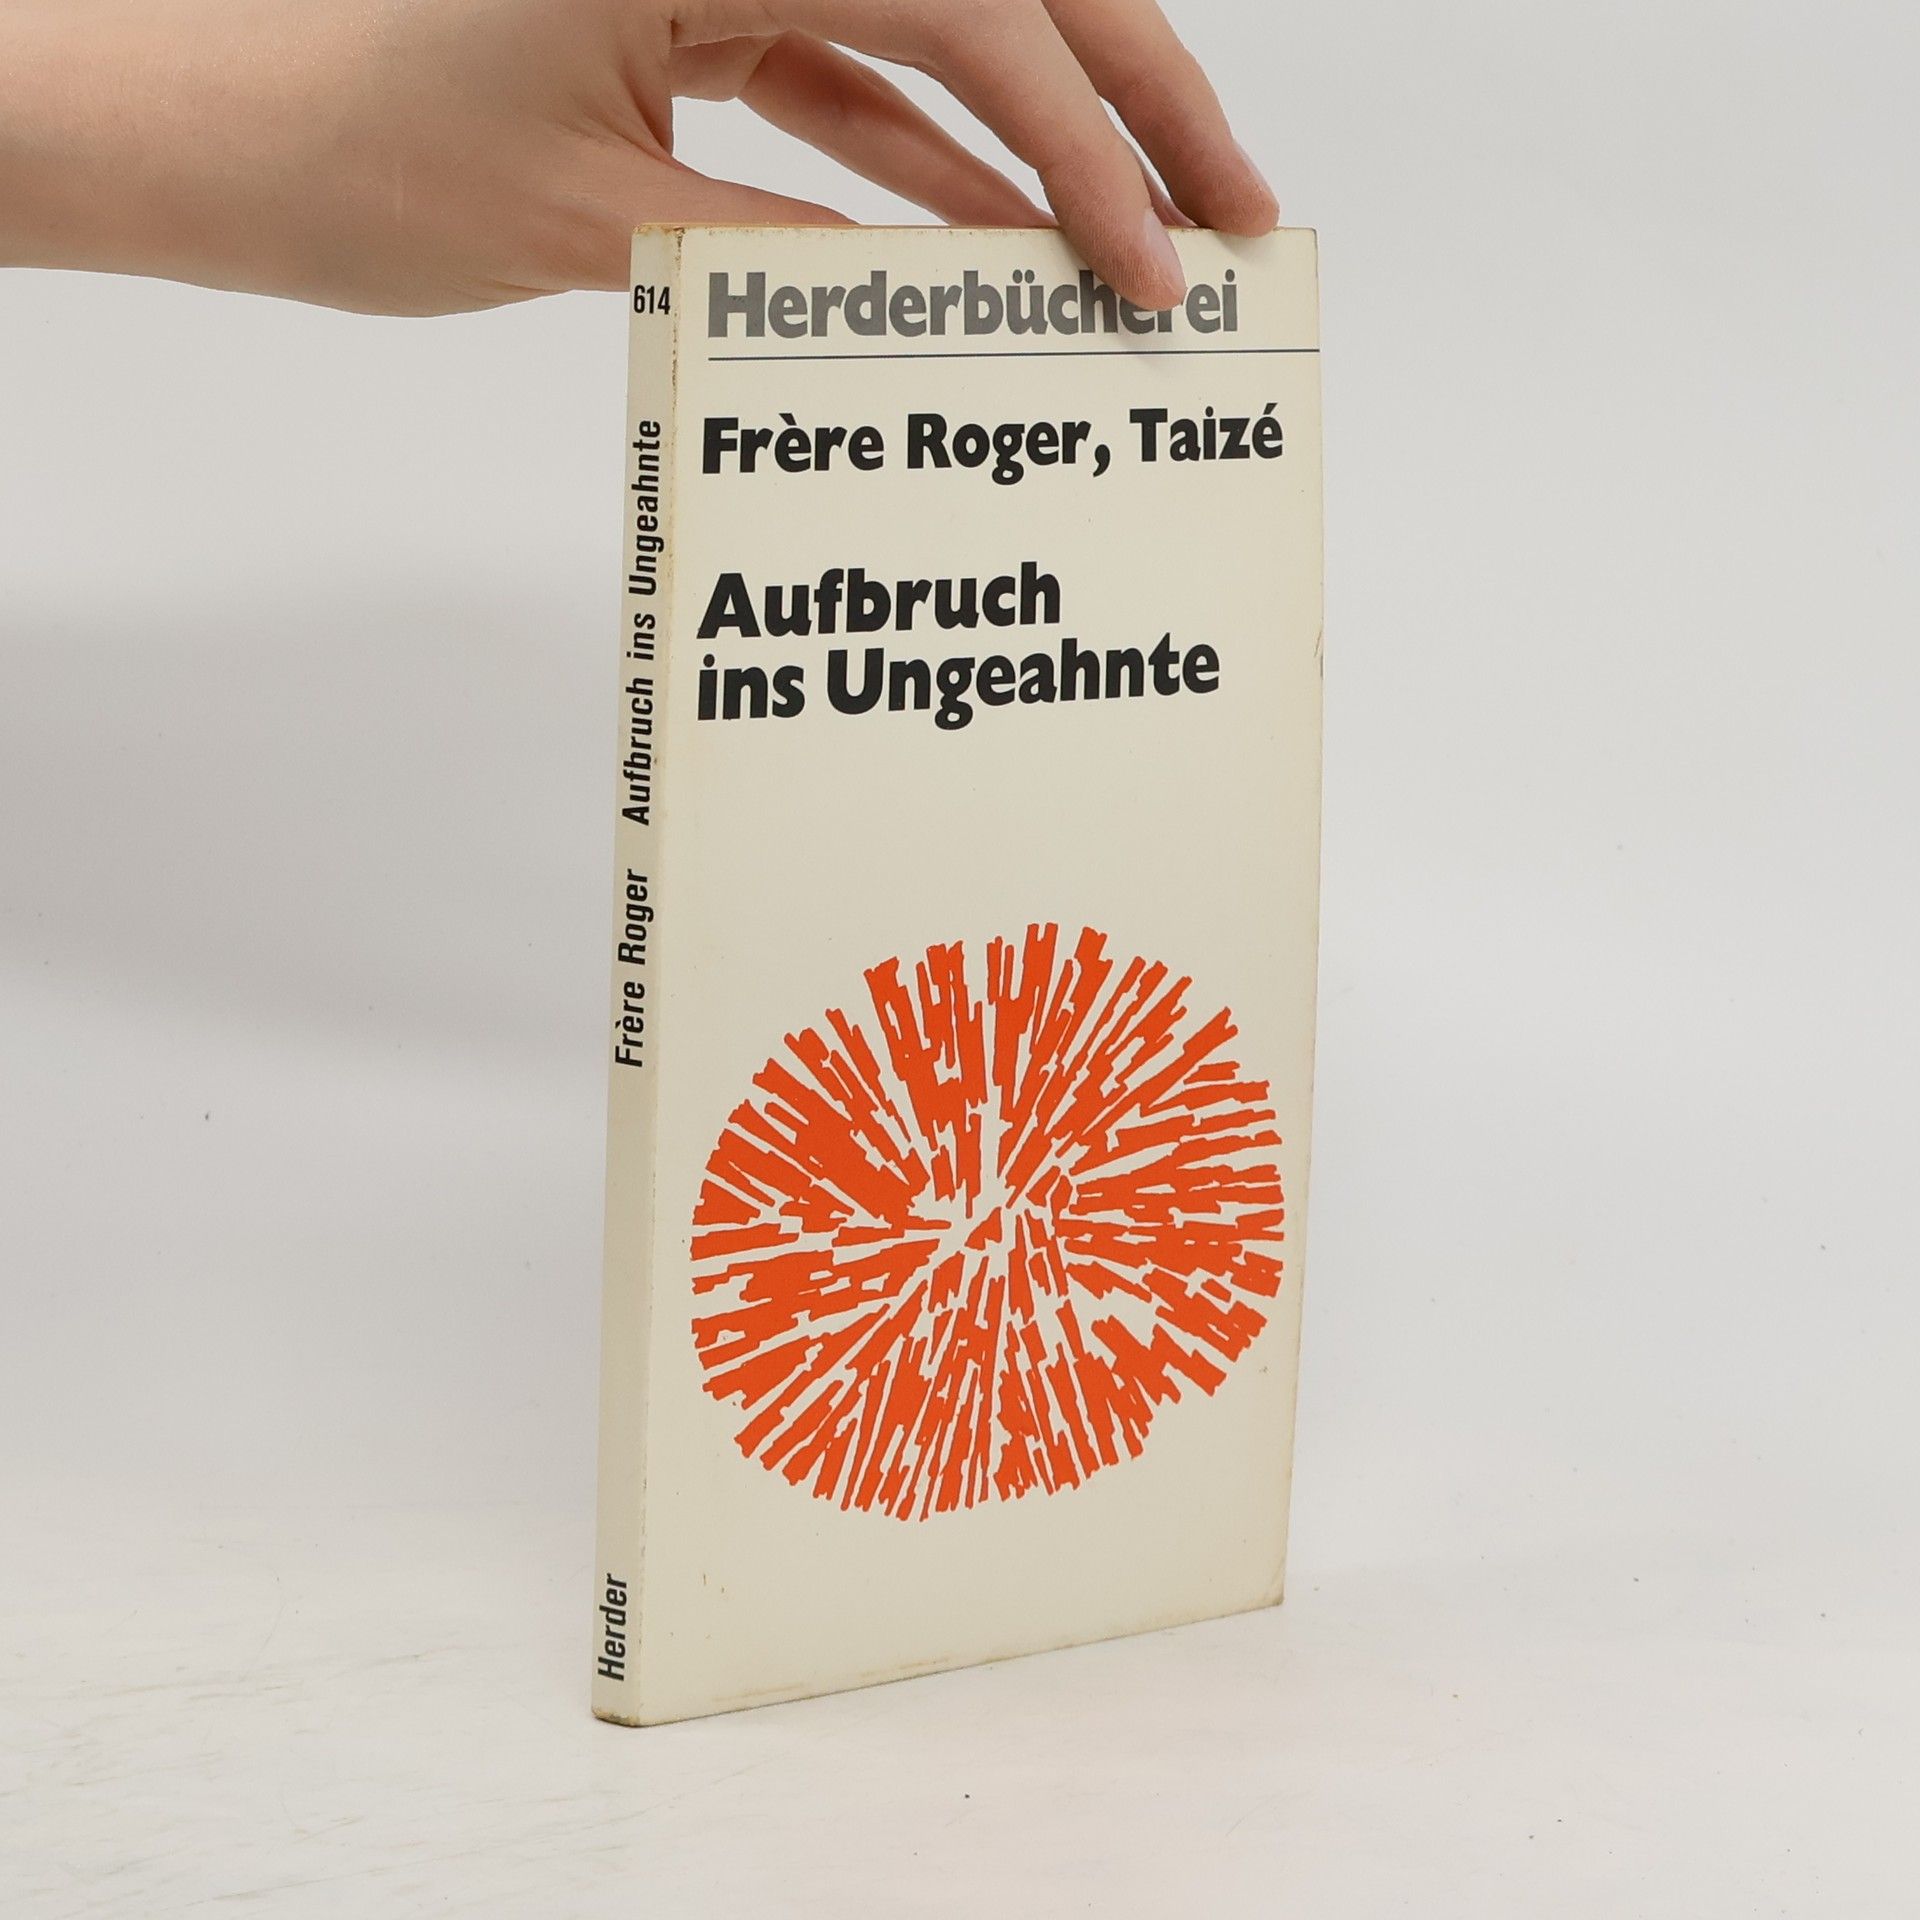 614
Herderbücherei
Frère Roger, Taizé
Aufbruch
ins Ungeahnte
Frère Roger Aufbruch ins Ungeahnte
Herder